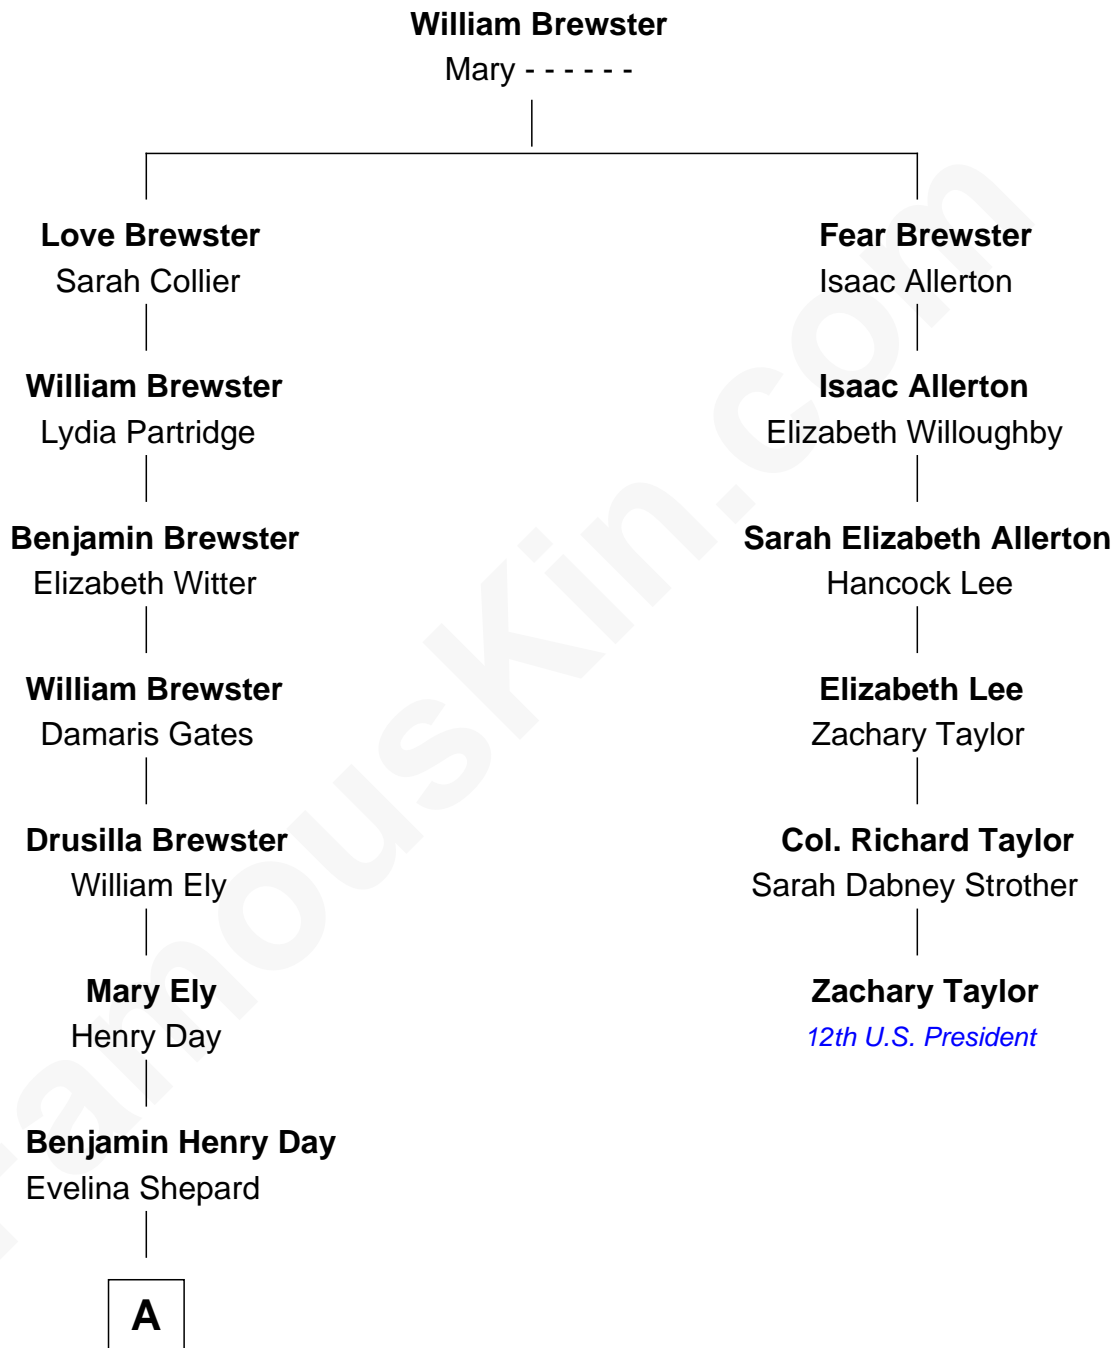 William Brewster
Mary - - - - - -
Love Brewster
Sarah Collier
William Brewster
Lydia Partridge
Benjamin Brewster
Elizabeth Witter
William Brewster
Damaris Gates
Drusilla Brewster
William Ely
Mary Ely
Henry Day
Benjamin Henry Day
Evelina Shepard
A
Fear Brewster
Isaac Allerton
Isaac Allerton
Elizabeth Willoughby
Sarah Elizabeth Allerton
Hancock Lee
Elizabeth Lee
Zachary Taylor
Col. Richard Taylor
Sarah Dabney Strother
Zachary Taylor
12th U.S. President
FamousKin.com